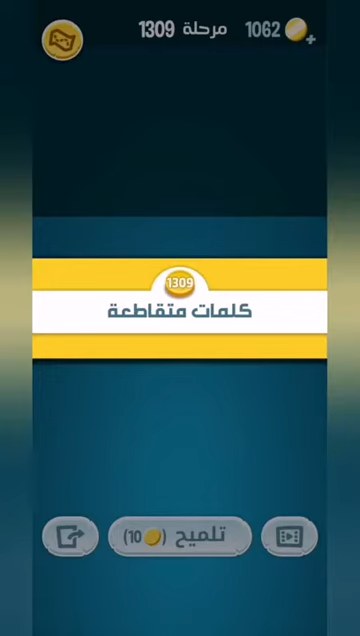 1062 مرحلة 1309
1309
كلمات متقاطعة
تلميح (10)